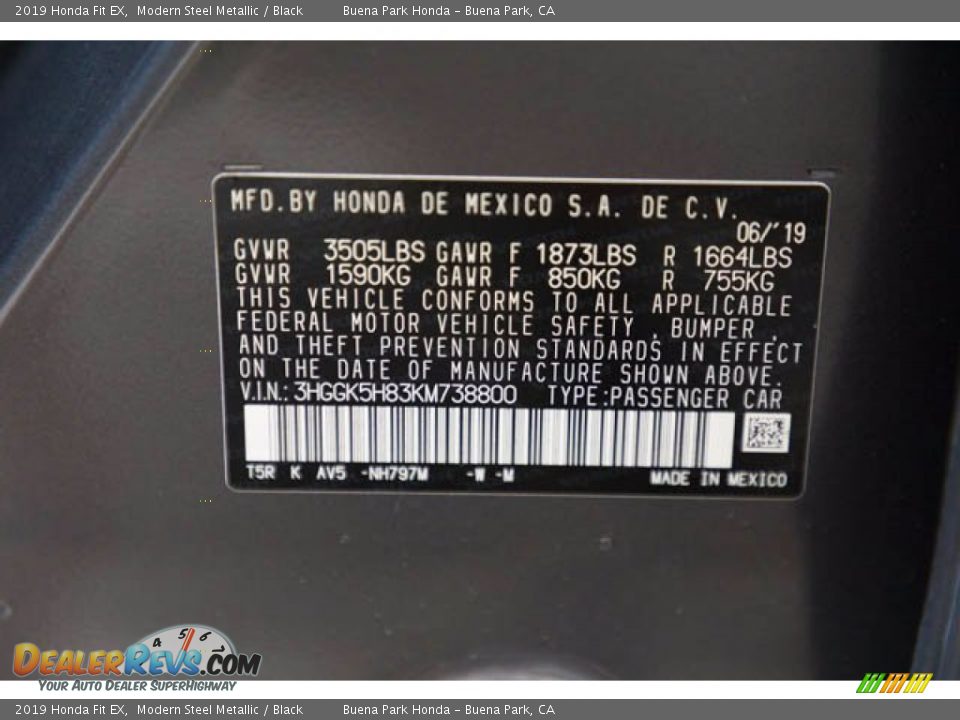 2019 Honda Fit EX, Modern Steel Metallic / Black Buena Park Honda - Buena Park, CA
MFD.BY HONDA DE MEXICO S.A. DE C.V.
06/'19
GVWR 3505LBS GAWR F 1873LBS R 1664LBS
GVWR 1590KG GAWR F 850KG R 755KG
THIS VEHICLE CONFORMS TO ALL APPLICABLE
FEDERAL MOTOR VEHICLE SAFETY , BUMPER ,
AND THEFT PREVENTION STANDARDS IN EFFECT
ON THE DATE OF MANUFACTURE SHOWN ABOVE.
V.I.N.: 3HGGK5H83KM738800 TYPE:PASSENGER CAR
T5R K AV5 -NH797M -W -M MADE IN MEXICO
4 5 6
DEALERREVS.COM
YOUR AUTO DEALER SUPERHIGHWAY
2019 Honda Fit EX, Modern Steel Metallic / Black Buena Park Honda - Buena Park, CA